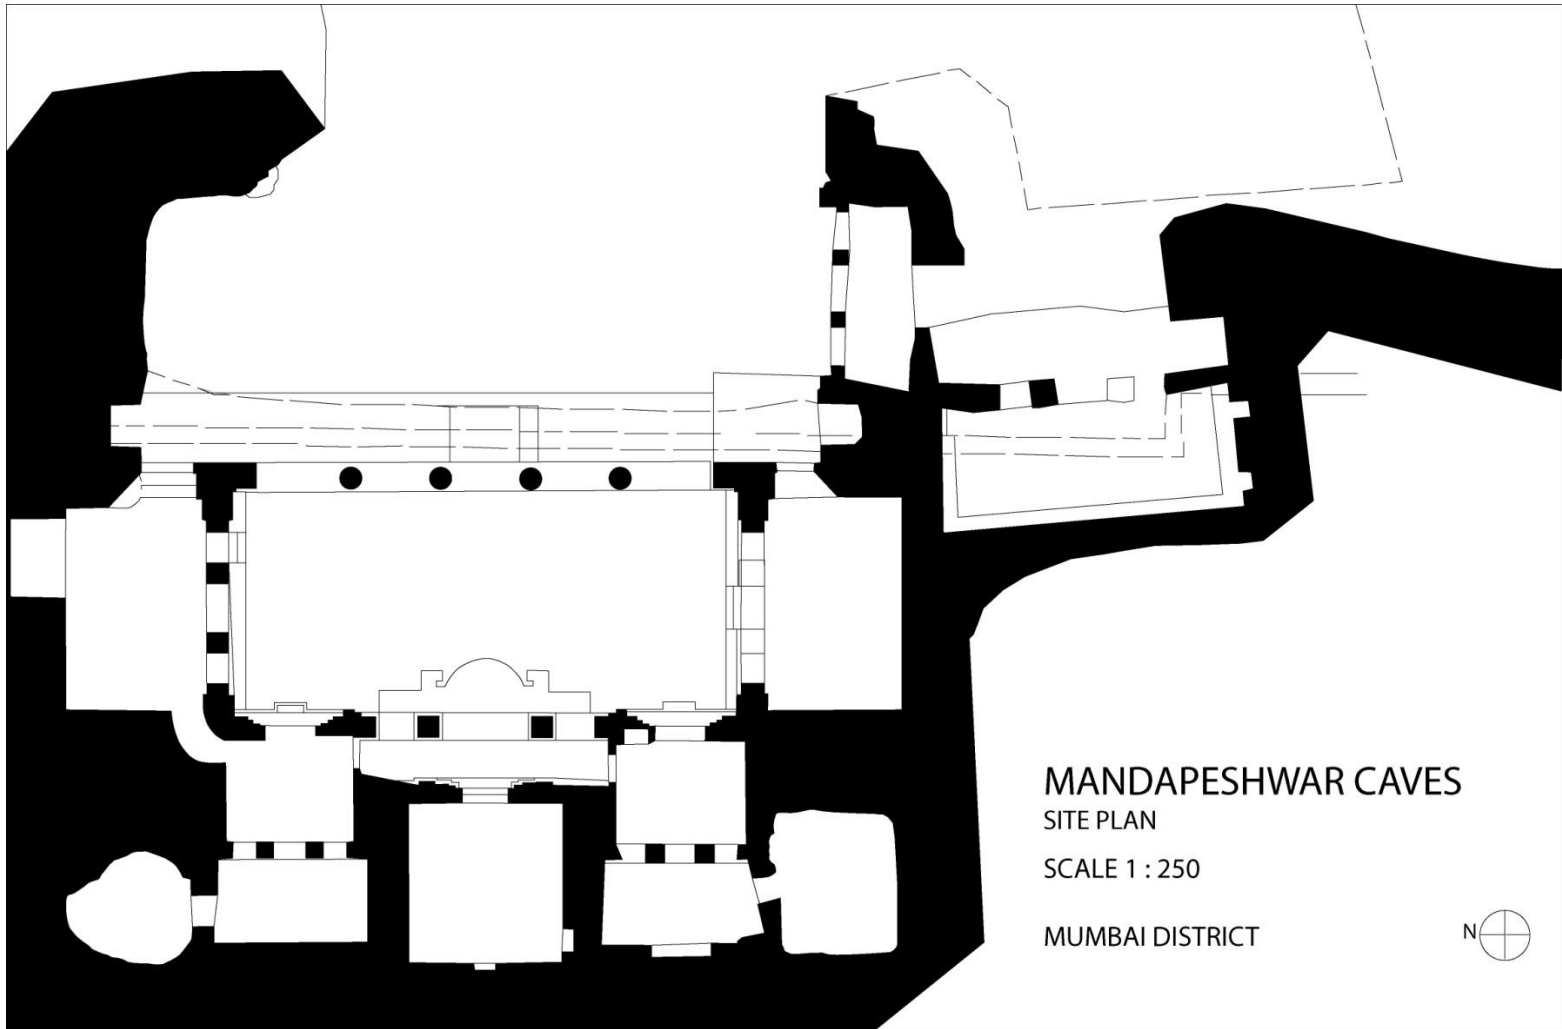 MANDAPESHWAR CAVES
SITE PLAN
SCALE 1 : 250
MUMBAI DISTRICT
N